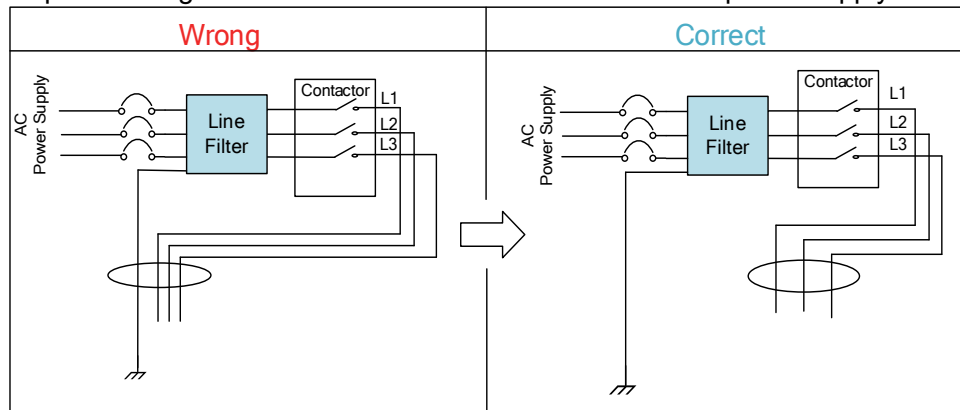 Wrong
Correct
AC
Power Supply
Line
Filter
Contactor
L1
L2
L3
AC
Power Supply
Line
Filter
Contactor
L1
L2
L3